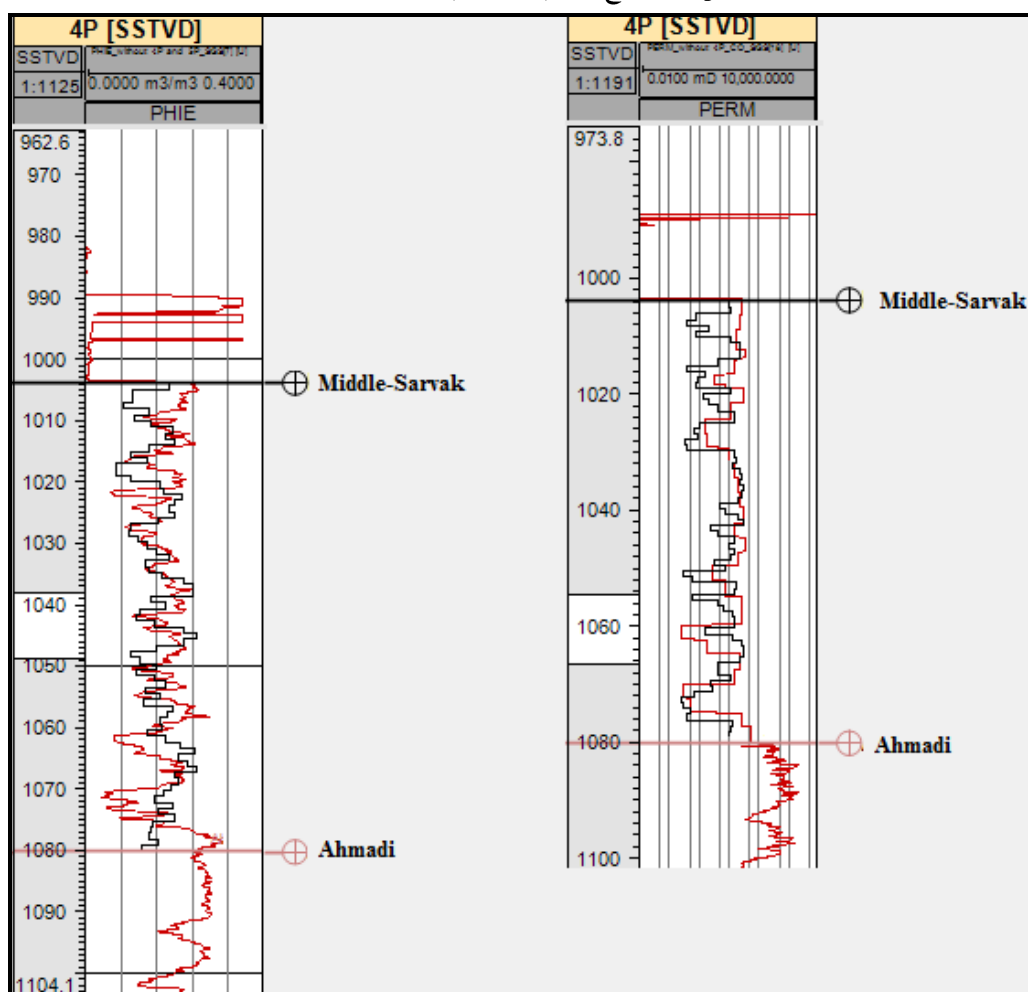 4P [SSTVD]
SSTVD
1:1125
0.0000 m3/m3 0.4000
PHIE
962.6
970
980
990
1000
Middle-Sarvak
1010
1020
1030
1040
1050
1060
1070
1080
Ahmadi
1090
1104.1
4P [SSTVD]
SSTVD
1:1191
0.0100 mD 10,000.0000
PERM
973.8
1000
Middle-Sarvak
1020
1040
1060
1080
Ahmadi
1100